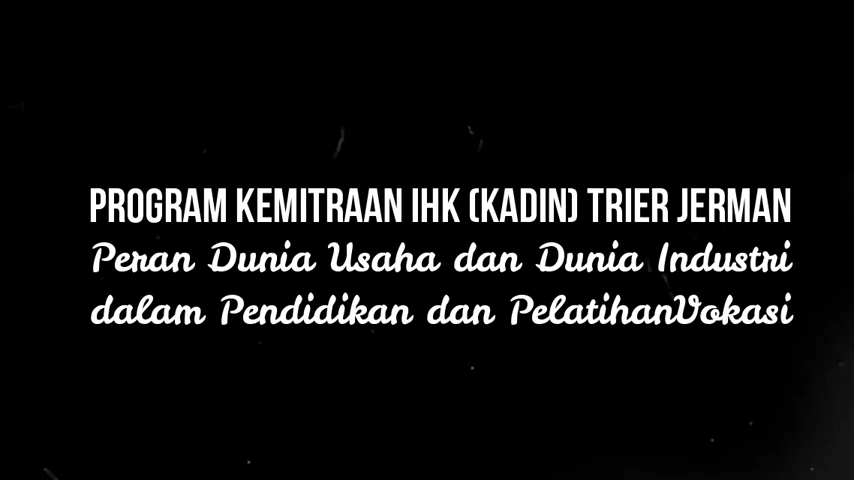 PROGRAM KEMITRAAN IHK (KADIN) TRIER JERMAN
Peran Dunia Usaha dan Dunia Industri
dalam Pendidikan dan PelatihanVokasi